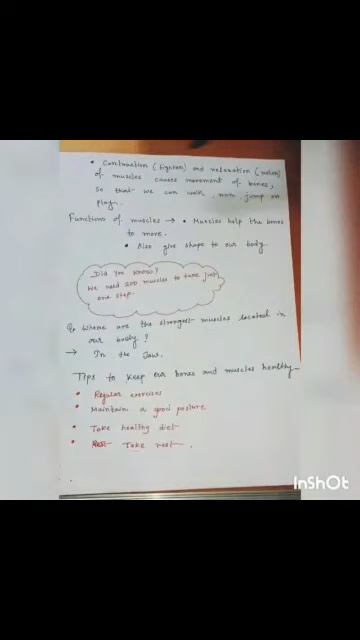 • Contraction (tighten) and relaxation (relax)
of muscles causes movement of bones,
so that we can walk, run, jump or
play.
Functions of muscles → • Muscles help the bones
to move.
• Also give shape to our body.
Did you know?
We need 200 muscles to take just
one step.
Q Where are the strongest muscles located in
our body?
→ In the Jaw.
Tips to keep our bones and muscles healthy
• Regular exercises
• Maintain a good posture
• Take healthy diet
• Take rest.
InShOt